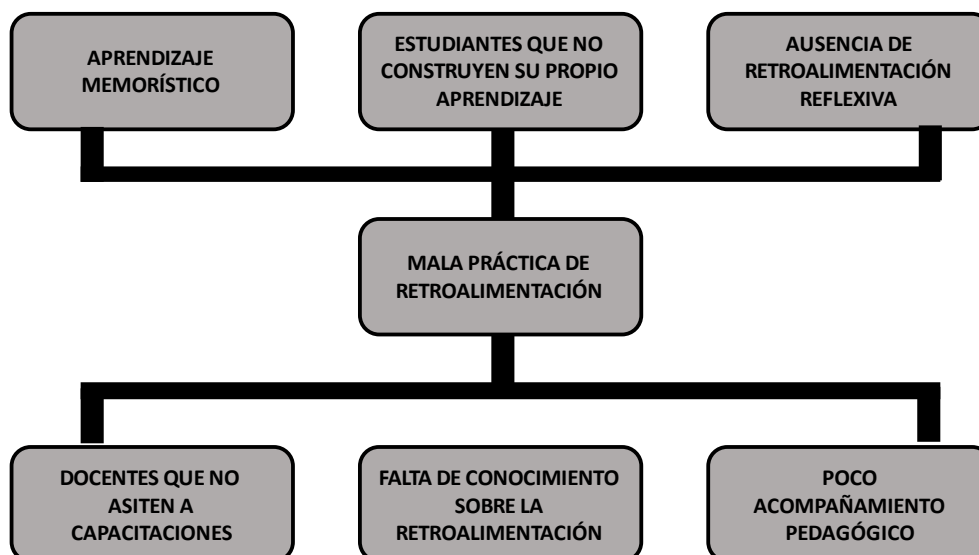 APRENDIZAJE
MEMORÍSTICO
ESTUDIANTES QUE NO
CONSTRUYEN SU PROPIO
APRENDIZAJE
AUSENCIA DE
RETROALIMENTACIÓN
REFLEXIVA
MALA PRÁCTICA DE
RETROALIMENTACIÓN
DOCENTES QUE NO
ASITEN A
CAPACITACIONES
FALTA DE CONOCIMIENTO
SOBRE LA
RETROALIMENTACIÓN
POCO
ACOMPAÑAMIENTO
PEDAGÓGICO